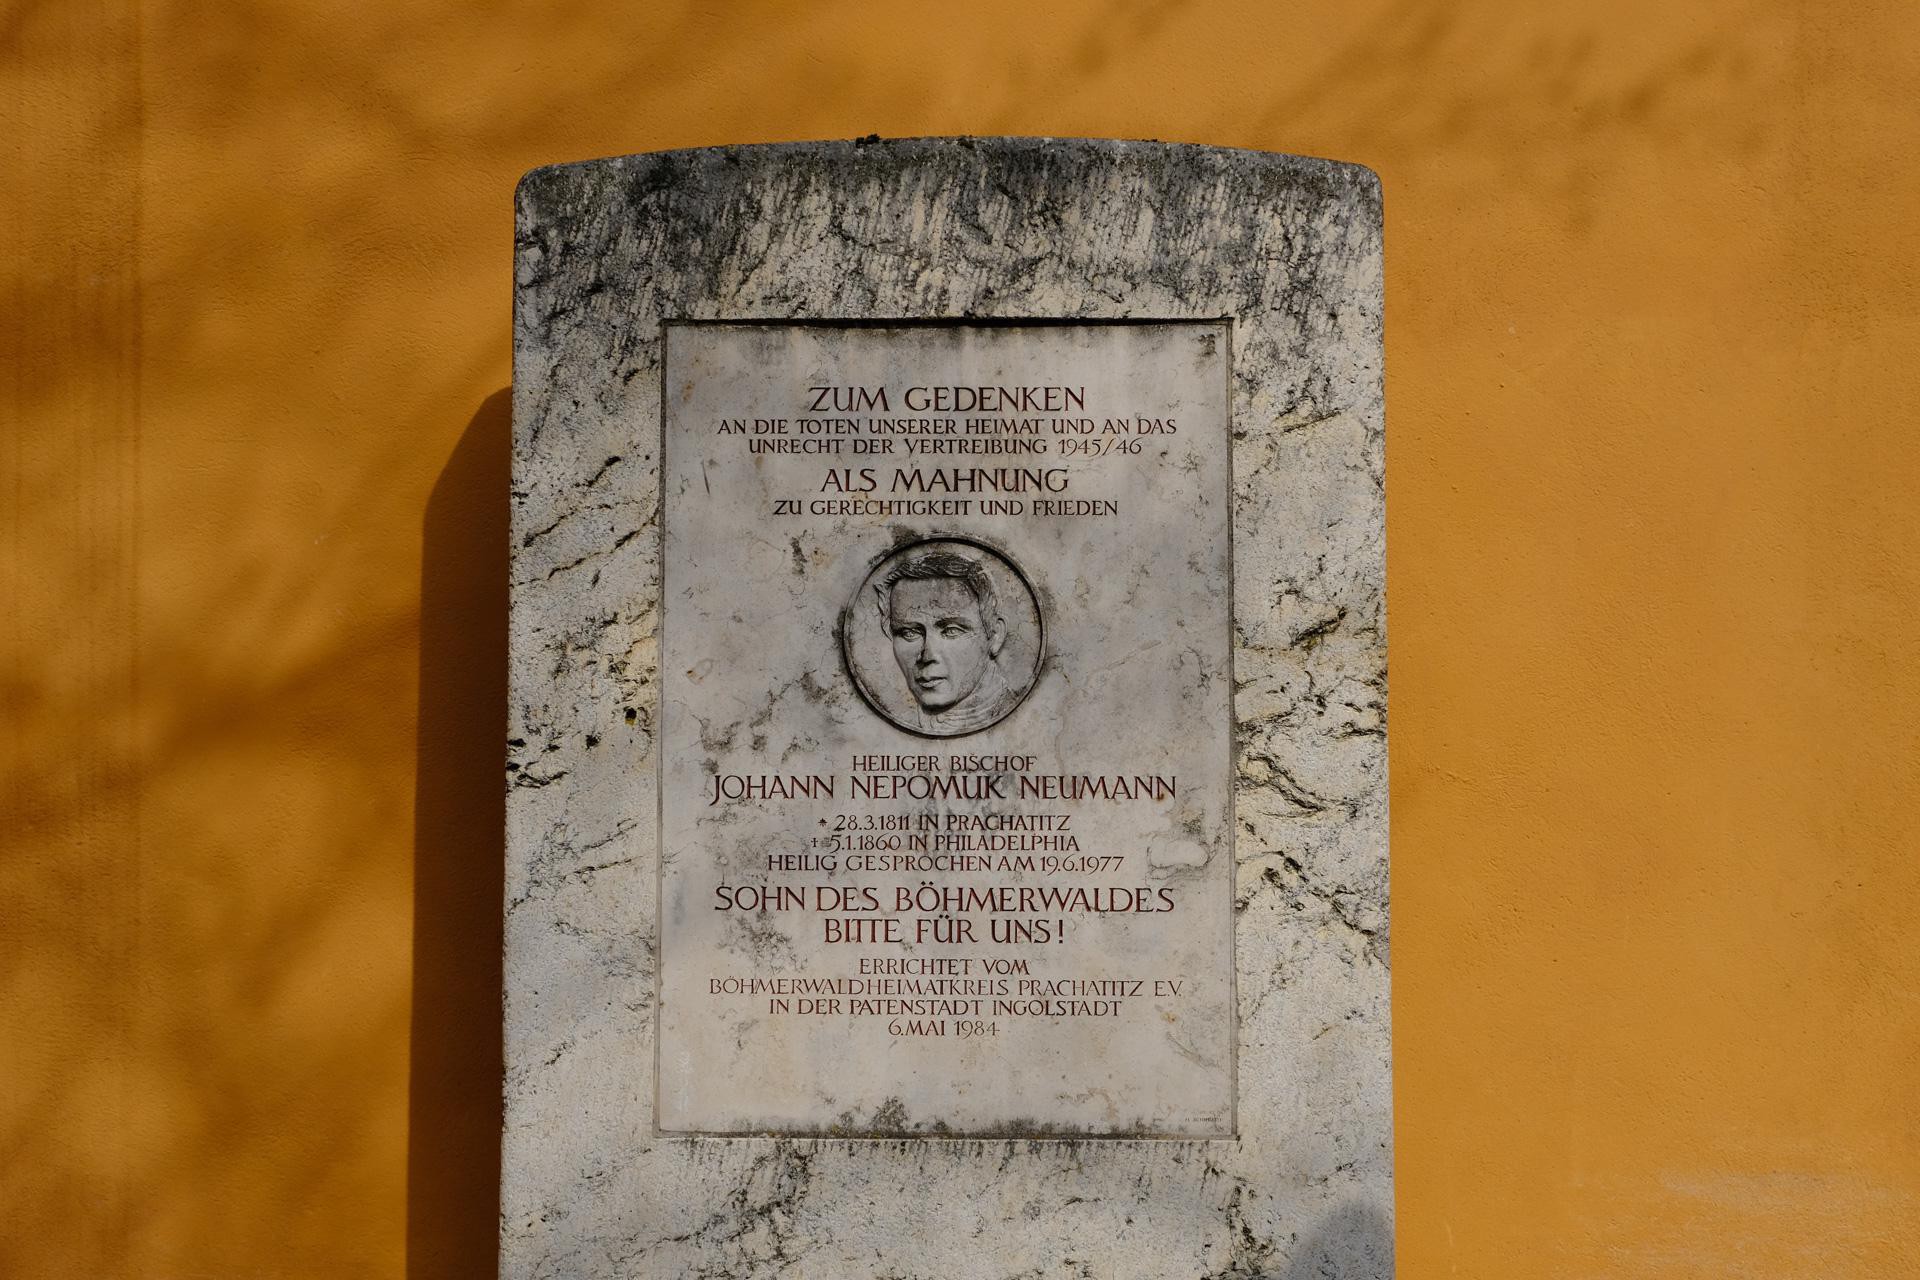 ZUM GEDENKEN
AN DIE TOTEN UNSERER HEIMAT UND AN DAS
UNRECHT DER VERTREIBUNG 1945/46
ALS MAHNUNG
ZU GERECHTIGKEIT UND FRIEDEN
HEILIGER BISCHOF
JOHANN NEPOMUK NEUMANN
* 28.3.1811 IN PRACHATITZ
† 5.1.1860 IN PHILADELPHIA
HEILIG GESPROCHEN AM 19.6.1977
SOHN DES BÖHMERWALDES
BITTE FÜR UNS!
ERRICHTET VOM
BÖHMERWALDHEIMATKREIS PRACHATITZ E.V.
IN DER PATENSTADT INGOLSTADT
6. MAI 1984